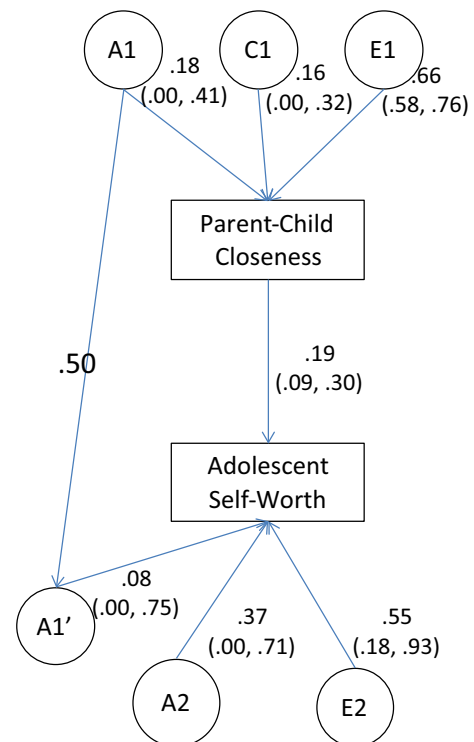 A1
C1
E1
.18
(.00, .41)
.16
(.00, .32)
.66
(.58, .76)
Parent-Child
Closeness
.50
.19
(.09, .30)
Adolescent
Self-Worth
.08
(.00, .75)
A1’
.37
(.00, .71)
A2
.55
(.18, .93)
E2